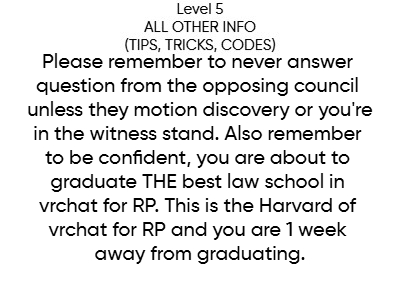 Level 5
ALL OTHER INFO
(TIPS, TRICKS, CODES)
Please remember to never answer
question from the opposing council
unless they motion discovery or you're
in the witness stand. Also remember
to be confident, you are about to
graduate THE best law school in
vrchat for RP. This is the Harvard of
vrchat for RP and you are 1 week
away from graduating.